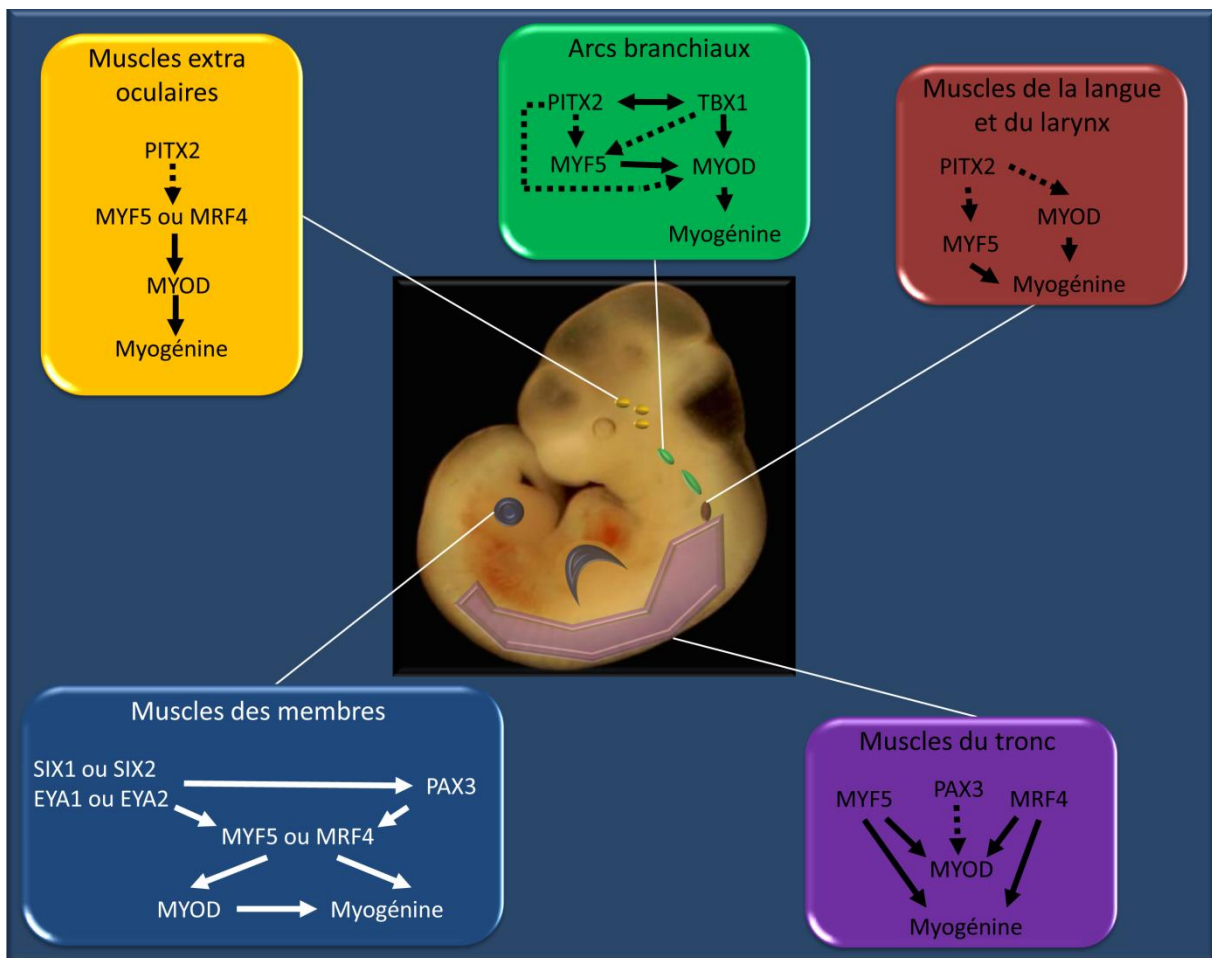 Muscles extra
oculaires
PITX2
MYF5 ou MRF4
MYOD
Myogénine
Arcs branchiaux
PITX2 TBX1
MYF5 MYOD
Myogénine
Muscles de la langue
et du larynx
PITX2
MYOD
MYF5
Myogénine
Muscles des membres
SIX1 ou SIX2
EYA1 ou EYA2
PAX3
MYF5 ou MRF4
MYOD Myogénine
Muscles du tronc
MYF5 PAX3 MRF4
MYOD
Myogénine